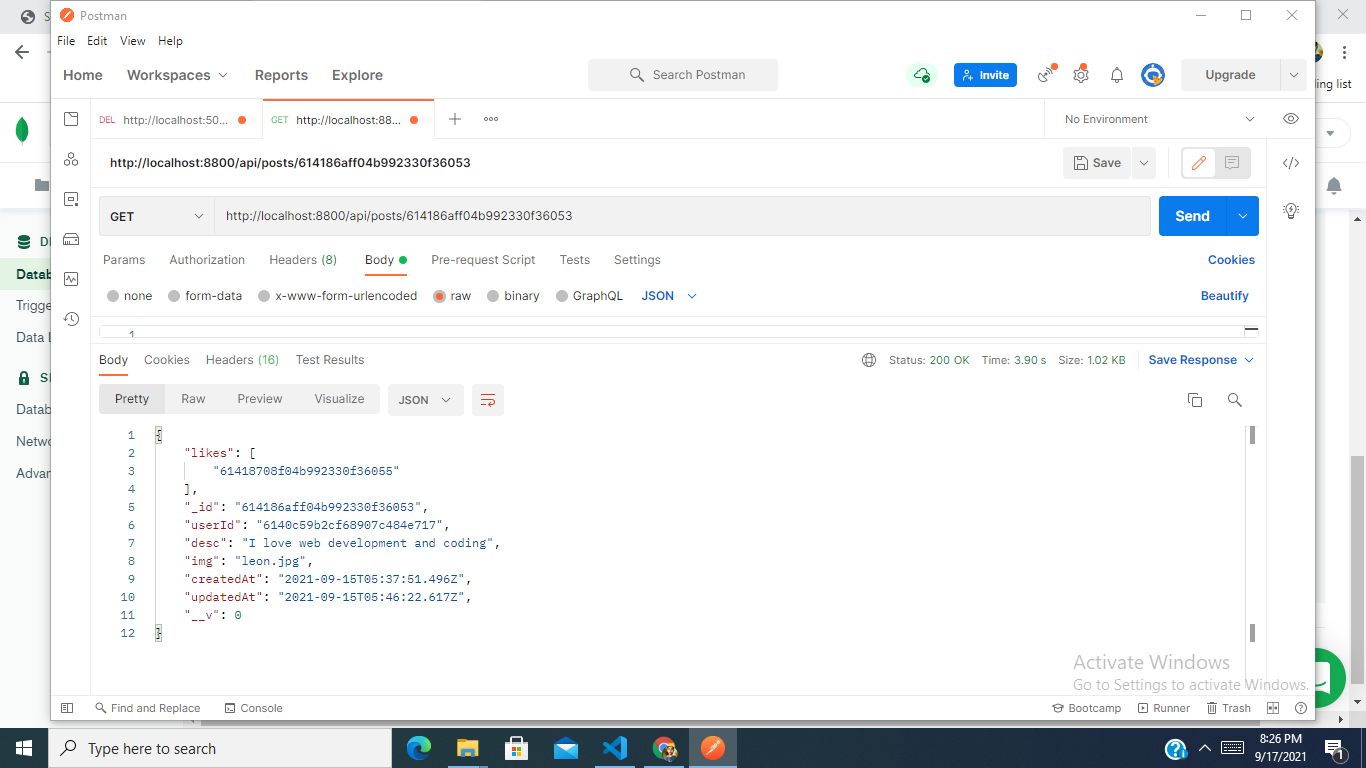 S
Postman
File Edit View Help
Home Workspaces Reports Explore Search Postman Invite Upgrade
ing list
DEL http://localhost:50... GET http://localhost:88... No Environment
http://localhost:8800/api/posts/614186aff04b992330f36053 Save
GET http://localhost:8800/api/posts/614186aff04b992330f36053 Send
Params Authorization Headers (8) Body Pre-request Script Tests Settings Cookies
none form-data x-www-form-urlencoded raw binary GraphQL JSON Beautify
1
Body Cookies Headers (16) Test Results Status: 200 OK Time: 3.90 s Size: 1.02 KB Save Response
Pretty Raw Preview Visualize JSON
1 {
2 "likes": [
3 "61418708f04b992330f36055"
4 ],
5 "_id": "614186aff04b992330f36053",
6 "userId": "6140c59b2cf68907c484e717",
7 "desc": "I love web development and coding",
8 "img": "leon.jpg",
9 "createdAt": "2021-09-15T05:37:51.496Z",
10 "updatedAt": "2021-09-15T05:46:22.617Z",
11 "__v": 0
12 }
D
Datab
Trigge
Data L
S
Datab
Netwo
Advan
Activate Windows
Go to Settings to activate Windows.
Find and Replace Console Bootcamp Runner Trash
Type here to search
8:26 PM
9/17/2021
1